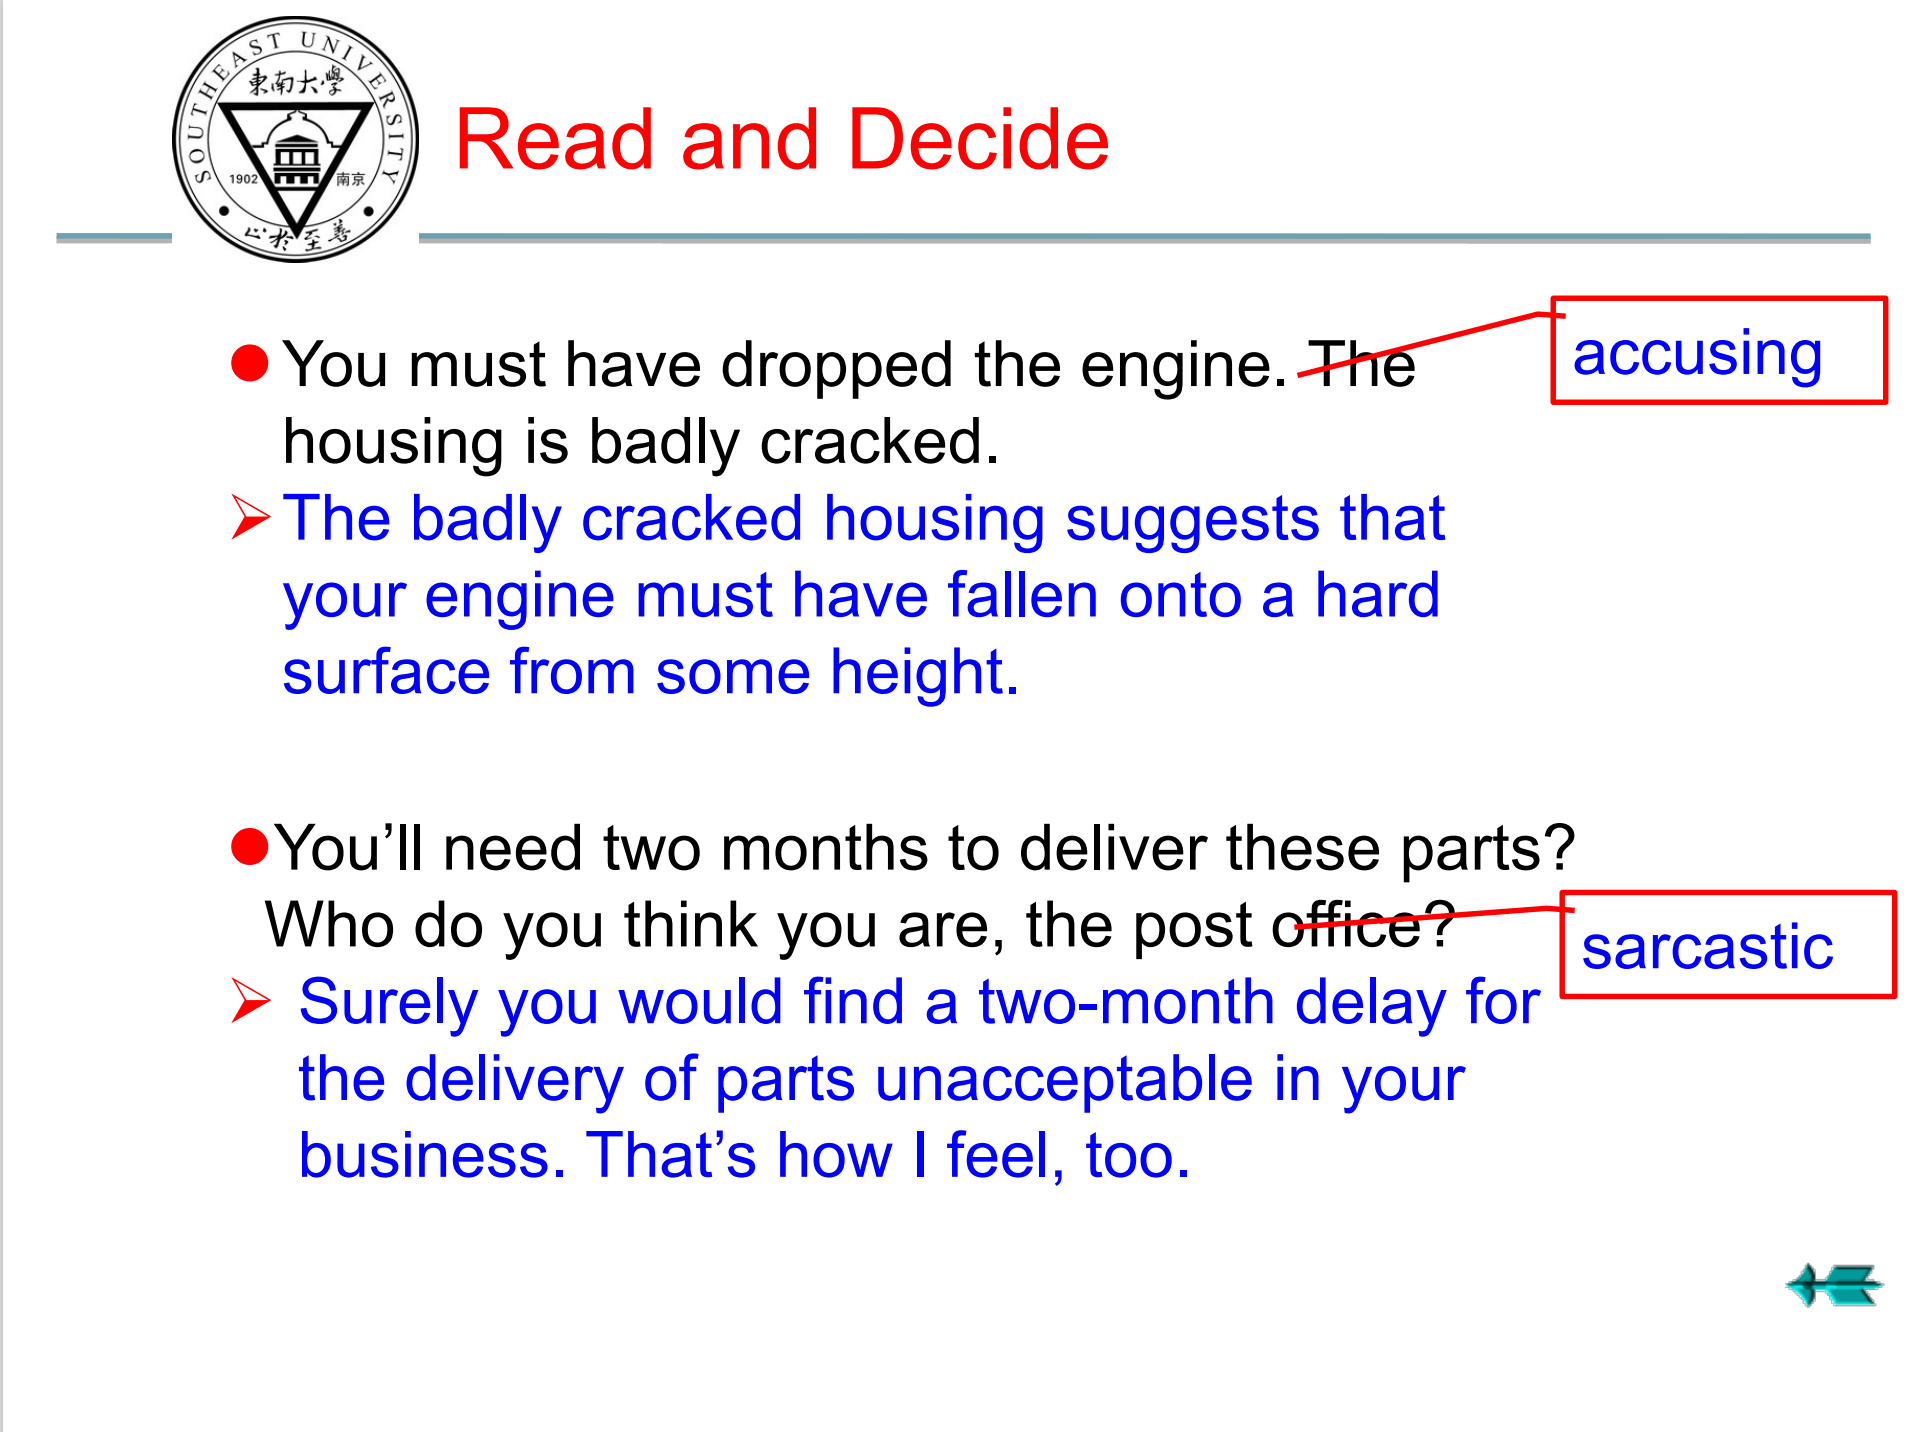 SOUTHEAST UNIVERSITY
東南大學
1902
南京
止於至善
Read and Decide
You must have dropped the engine. The
housing is badly cracked.
accusing
The badly cracked housing suggests that
your engine must have fallen onto a hard
surface from some height.
You’ll need two months to deliver these parts?
Who do you think you are, the post office?
sarcastic
Surely you would find a two-month delay for
the delivery of parts unacceptable in your
business. That’s how I feel, too.